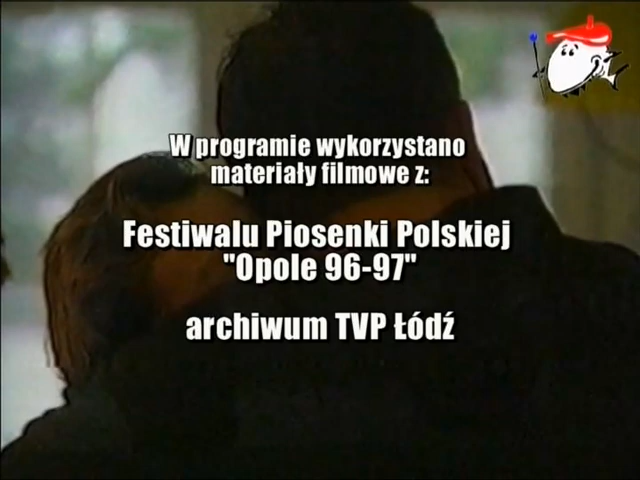 W programie wykorzystano
materiały filmowe z:
Festiwalu Piosenki Polskiej
"Opole 96-97"
archiwum TVP Łódź